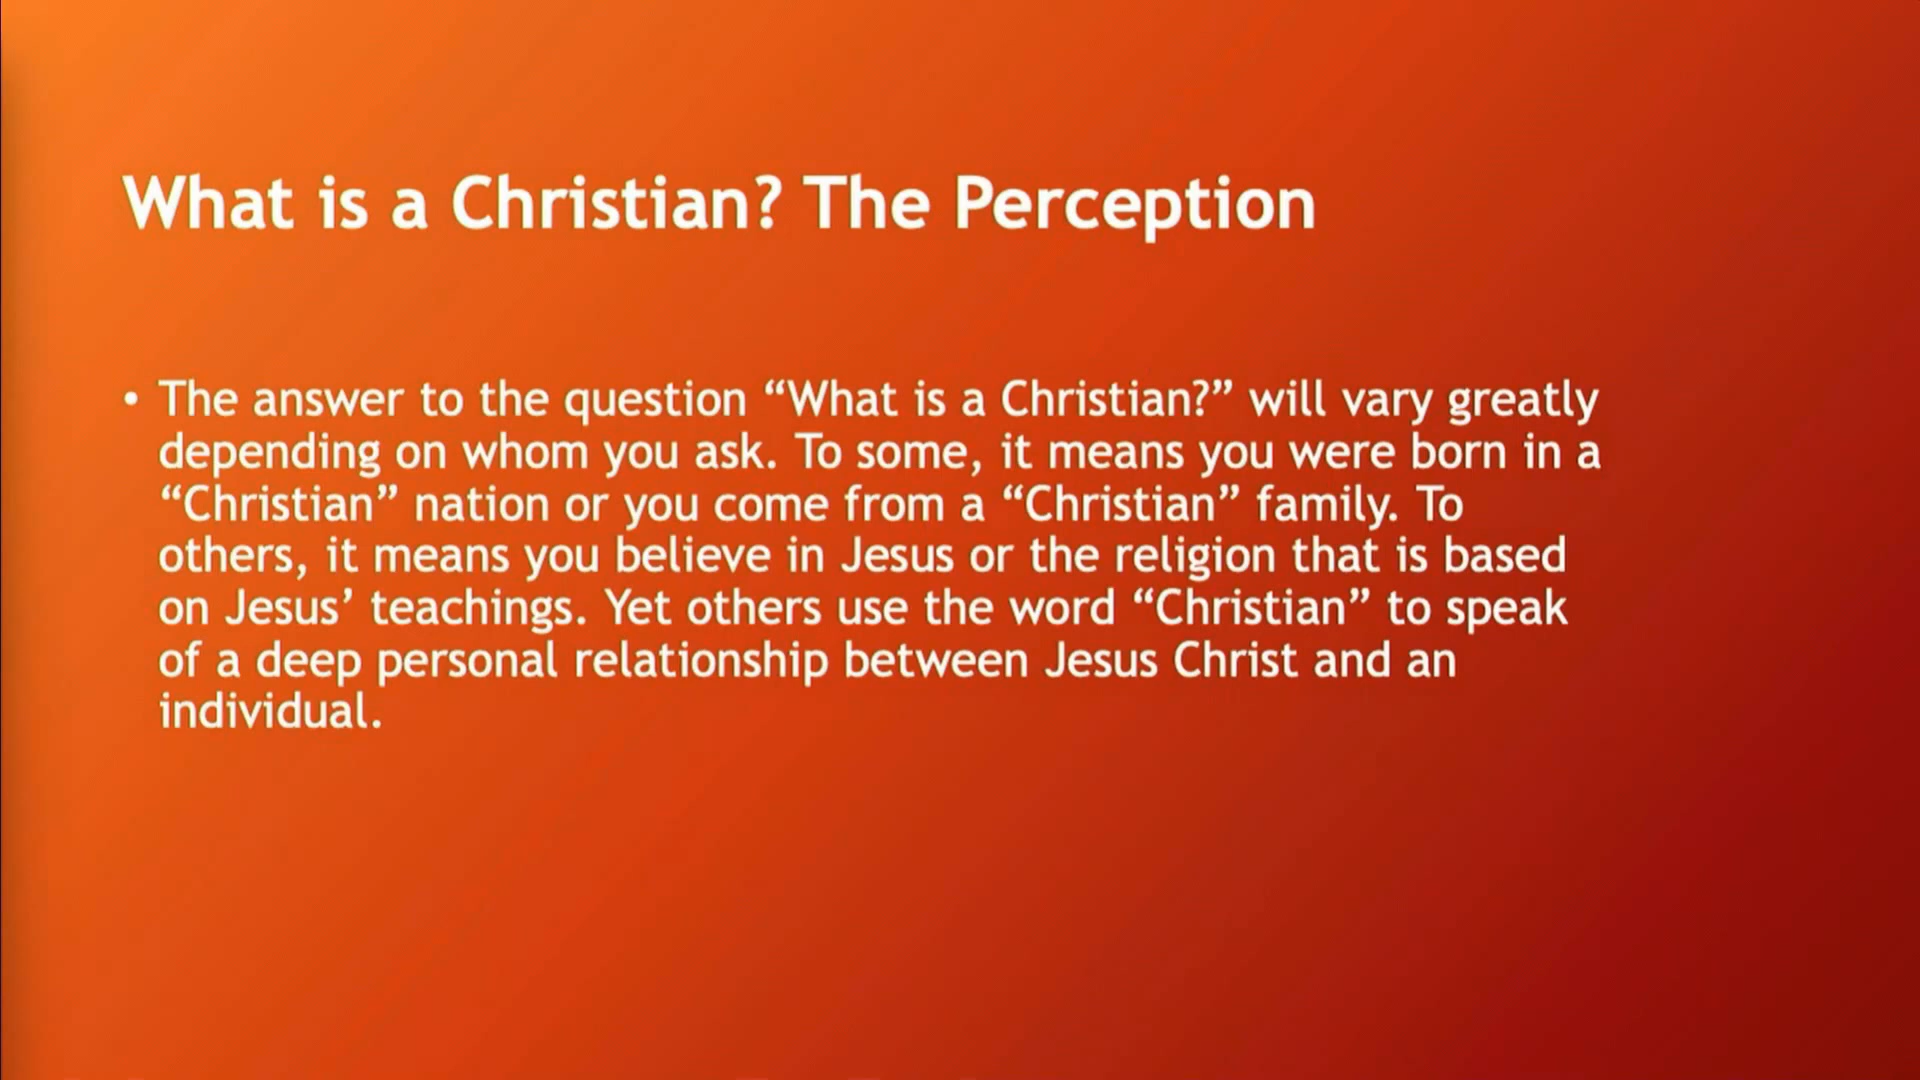 What is a Christian? The Perception
• The answer to the question “What is a Christian?” will vary greatly
depending on whom you ask. To some, it means you were born in a
“Christian” nation or you come from a “Christian” family. To
others, it means you believe in Jesus or the religion that is based
on Jesus’ teachings. Yet others use the word “Christian” to speak
of a deep personal relationship between Jesus Christ and an
individual.